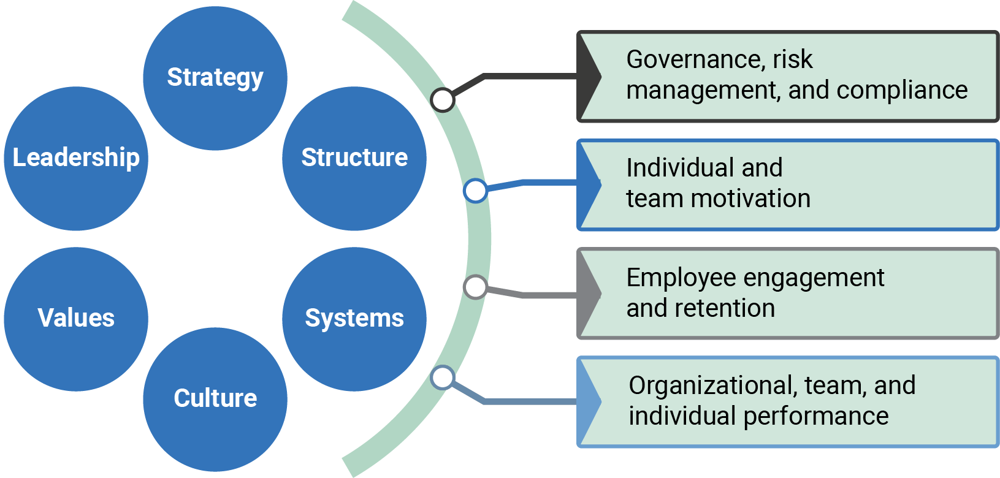 Strategy
Leadership
Structure
Values
Systems
Culture
Governance, risk
management, and compliance
Individual and
team motivation
Employee engagement
and retention
Organizational, team, and
individual performance